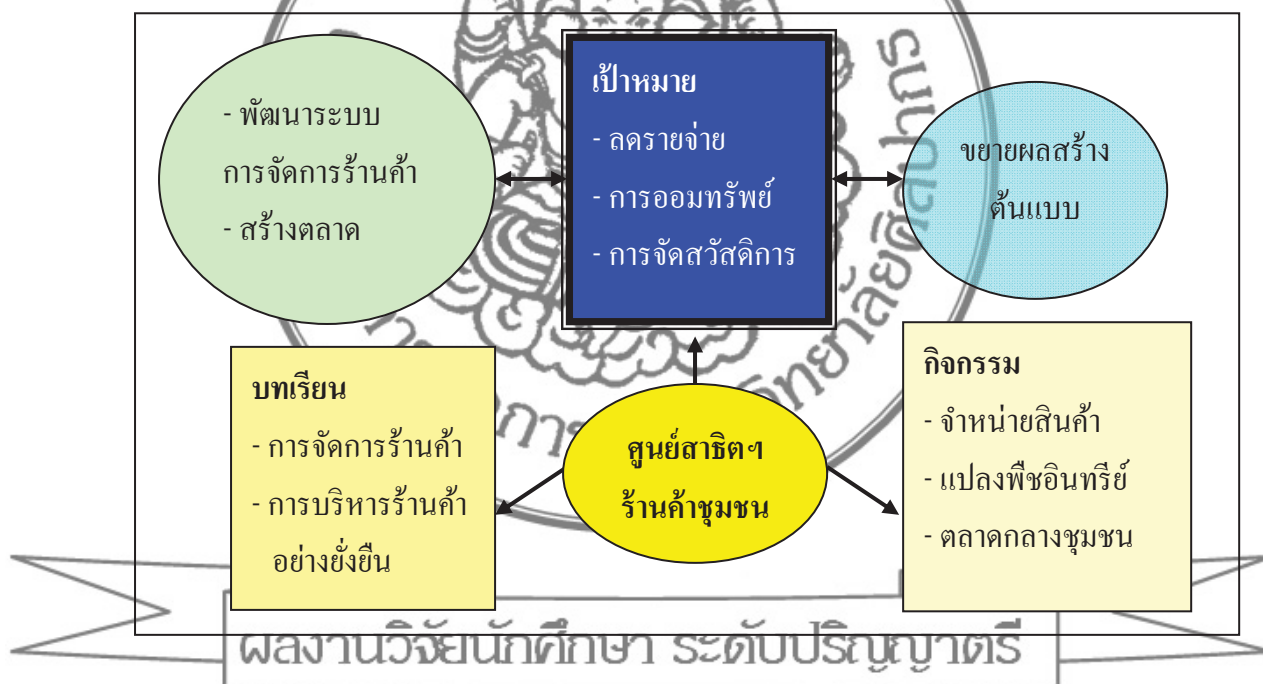 - พัฒนาระบบ
การจัดการร้านค้า
- สร้างตลาด
เป้าหมาย
- ลดรายจ่าย
- การออมทรัพย์
- การจัดสวัสดิการ
ขยายผลสร้าง
ต้นแบบ
บทเรียน
- การจัดการร้านค้า
- การบริหารร้านค้า
อย่างยั่งยืน
ศูนย์สาธิตฯ
ร้านค้าชุมชน
กิจกรรม
- จำหน่ายสินค้า
- แปลงพืชอินทรีย์
- ตลาดกลางชุมชน
ผลงานวิจัยนักศึกษา ระดับปริญญาตรี